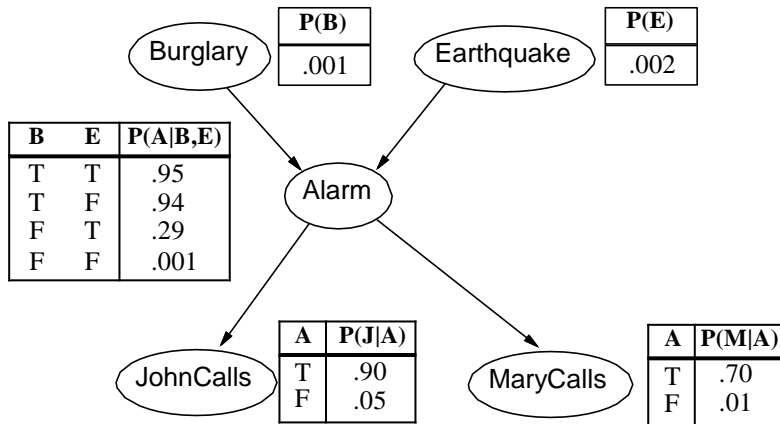 Burglary
P(B)
.001
Earthquake
P(E)
.002
B E P(A|B,E)
T T .95
T F .94
F T .29
F F .001
Alarm
JohnCalls
A P(J|A)
T .90
F .05
MaryCalls
A P(M|A)
T .70
F .01